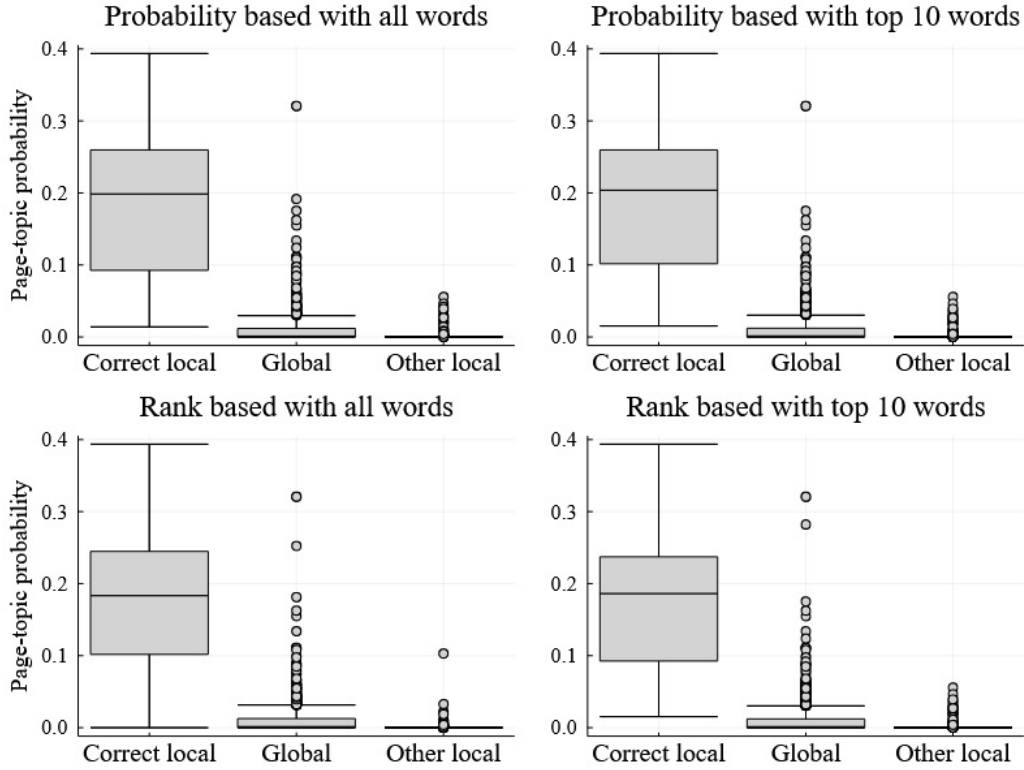 Probability based with all words
Probability based with top 10 words
Page-topic probability
0.4
0.3
0.2
0.1
0.0
Correct local
Global
Other local
0.4
0.3
0.2
0.1
0.0
Correct local
Global
Other local
Rank based with all words
Rank based with top 10 words
Page-topic probability
0.4
0.3
0.2
0.1
0.0
Correct local
Global
Other local
0.4
0.3
0.2
0.1
0.0
Correct local
Global
Other local